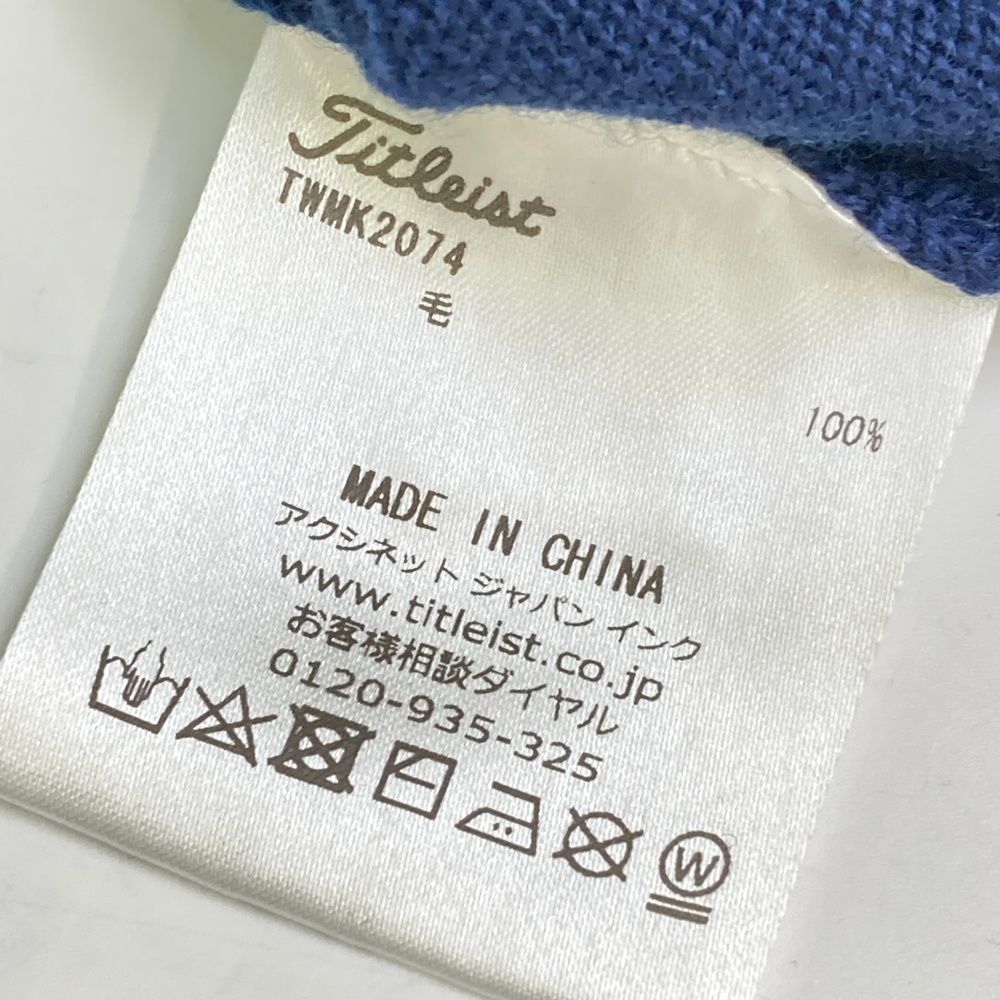 Titleist
TWMK2074
毛
100%
MADE IN CHINA
アクシネット ジャパン インク
www.titleist.co.jp
お客様相談ダイヤル
0120-935-325
W